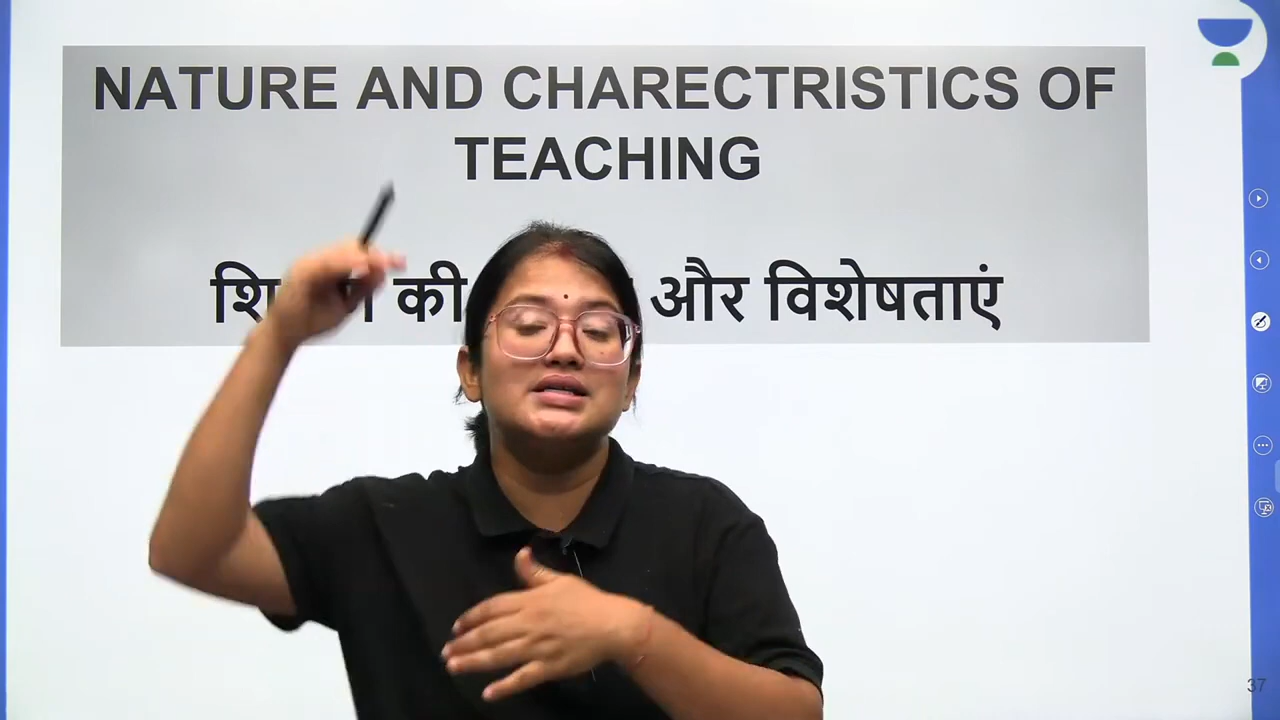 NATURE AND CHARECTRISTICS OF
TEACHING
की और विशेषताएं
37